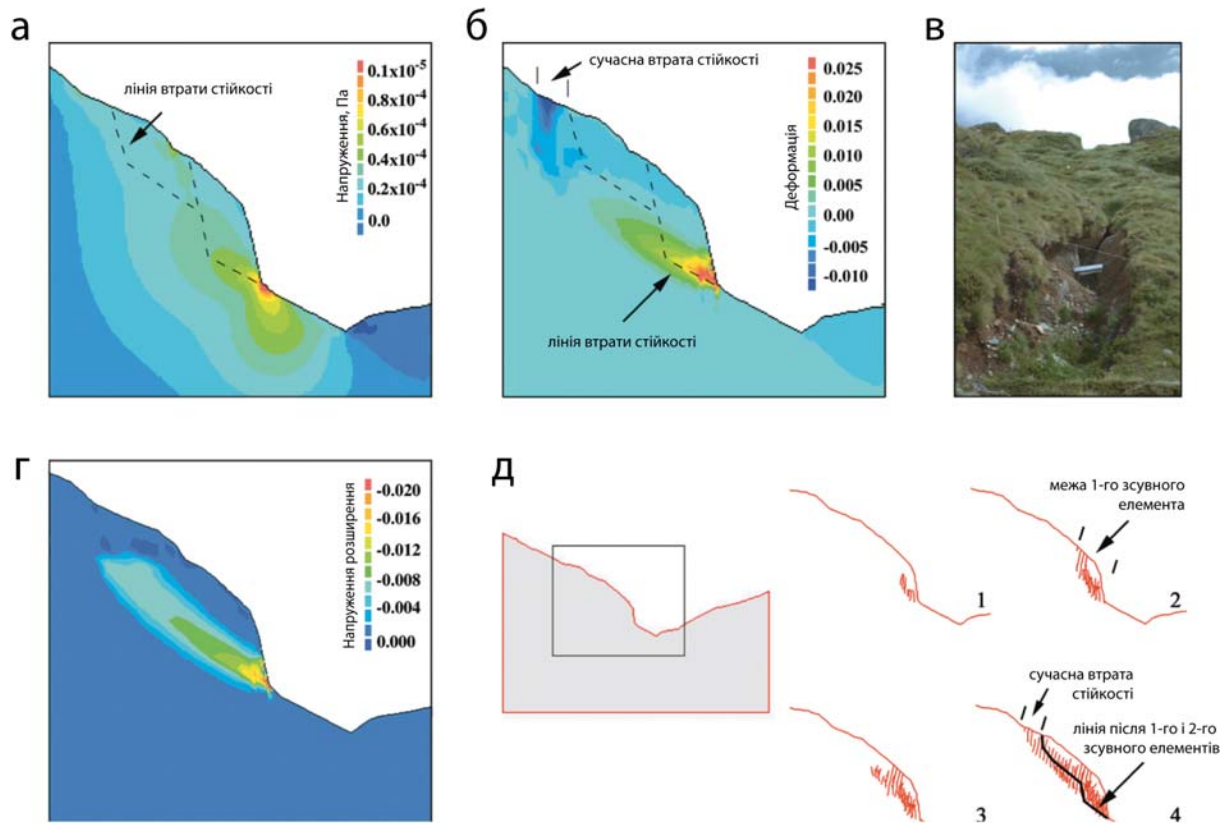 а
0.1x10⁻⁵
0.8x10⁻⁴
0.6x10⁻⁴
0.4x10⁻⁴
0.2x10⁻⁴
0.0
Напруження, Па
лінія втрати стійкості
б
сучасна втрата стійкості
0.025
0.020
0.015
0.010
0.005
0.00
-0.005
-0.010
Деформація
лінія втрати стійкості
в
г
-0.020
-0.016
-0.012
-0.008
-0.004
0.000
Напруження розширення
д
1
межа 1-го зсувного
елемента
2
3
сучасна втрата
стійкості
лінія після 1-го і 2-го
зсувного елементів
4